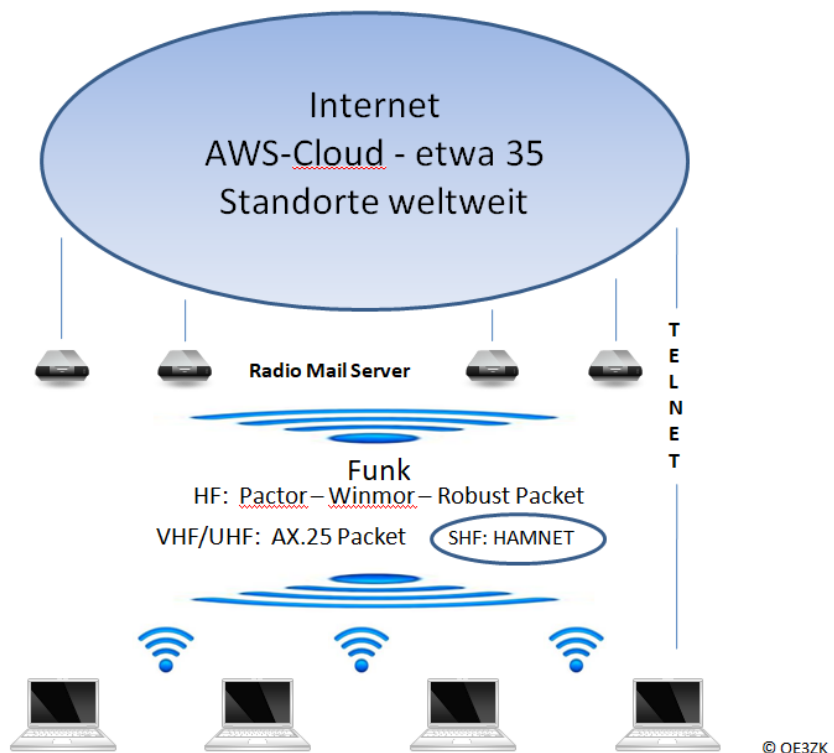 Internet
AWS-Cloud - etwa 35
Standorte weltweit
Radio Mail Server
TELNET
Funk
HF: Pactor – Winmor – Robust Packet
VHF/UHF: AX.25 Packet
SHF: HAMNET
© OE3ZK